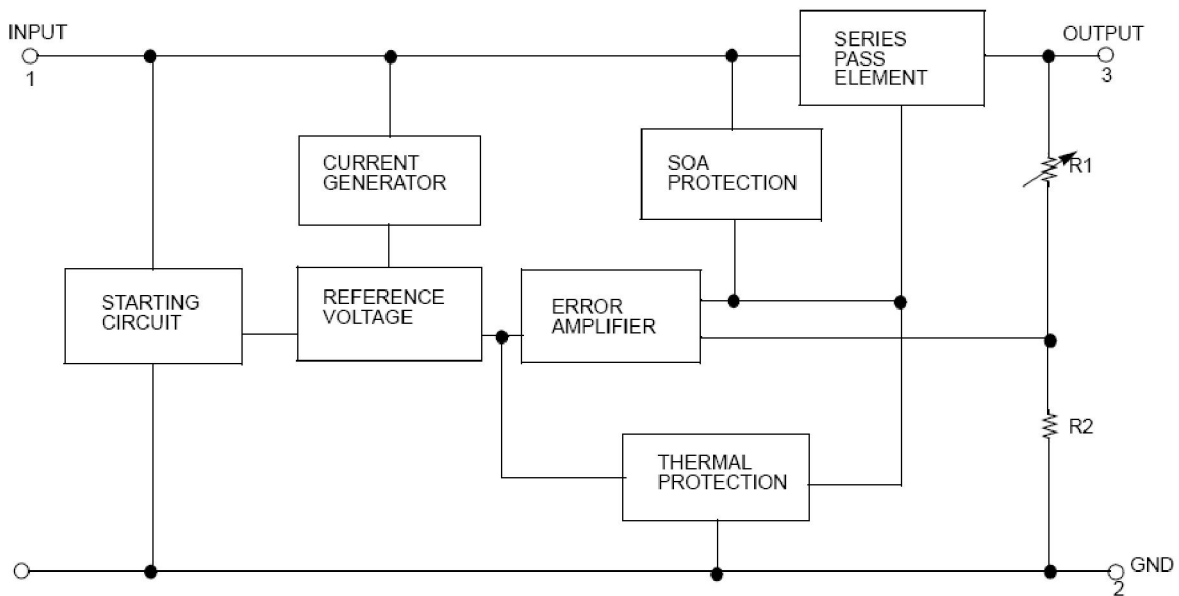 INPUT
1
SERIES
PASS
ELEMENT
OUTPUT
3
CURRENT
GENERATOR
SOA
PROTECTION
R1
STARTING
CIRCUIT
REFERENCE
VOLTAGE
ERROR
AMPLIFIER
R2
THERMAL
PROTECTION
GND
2